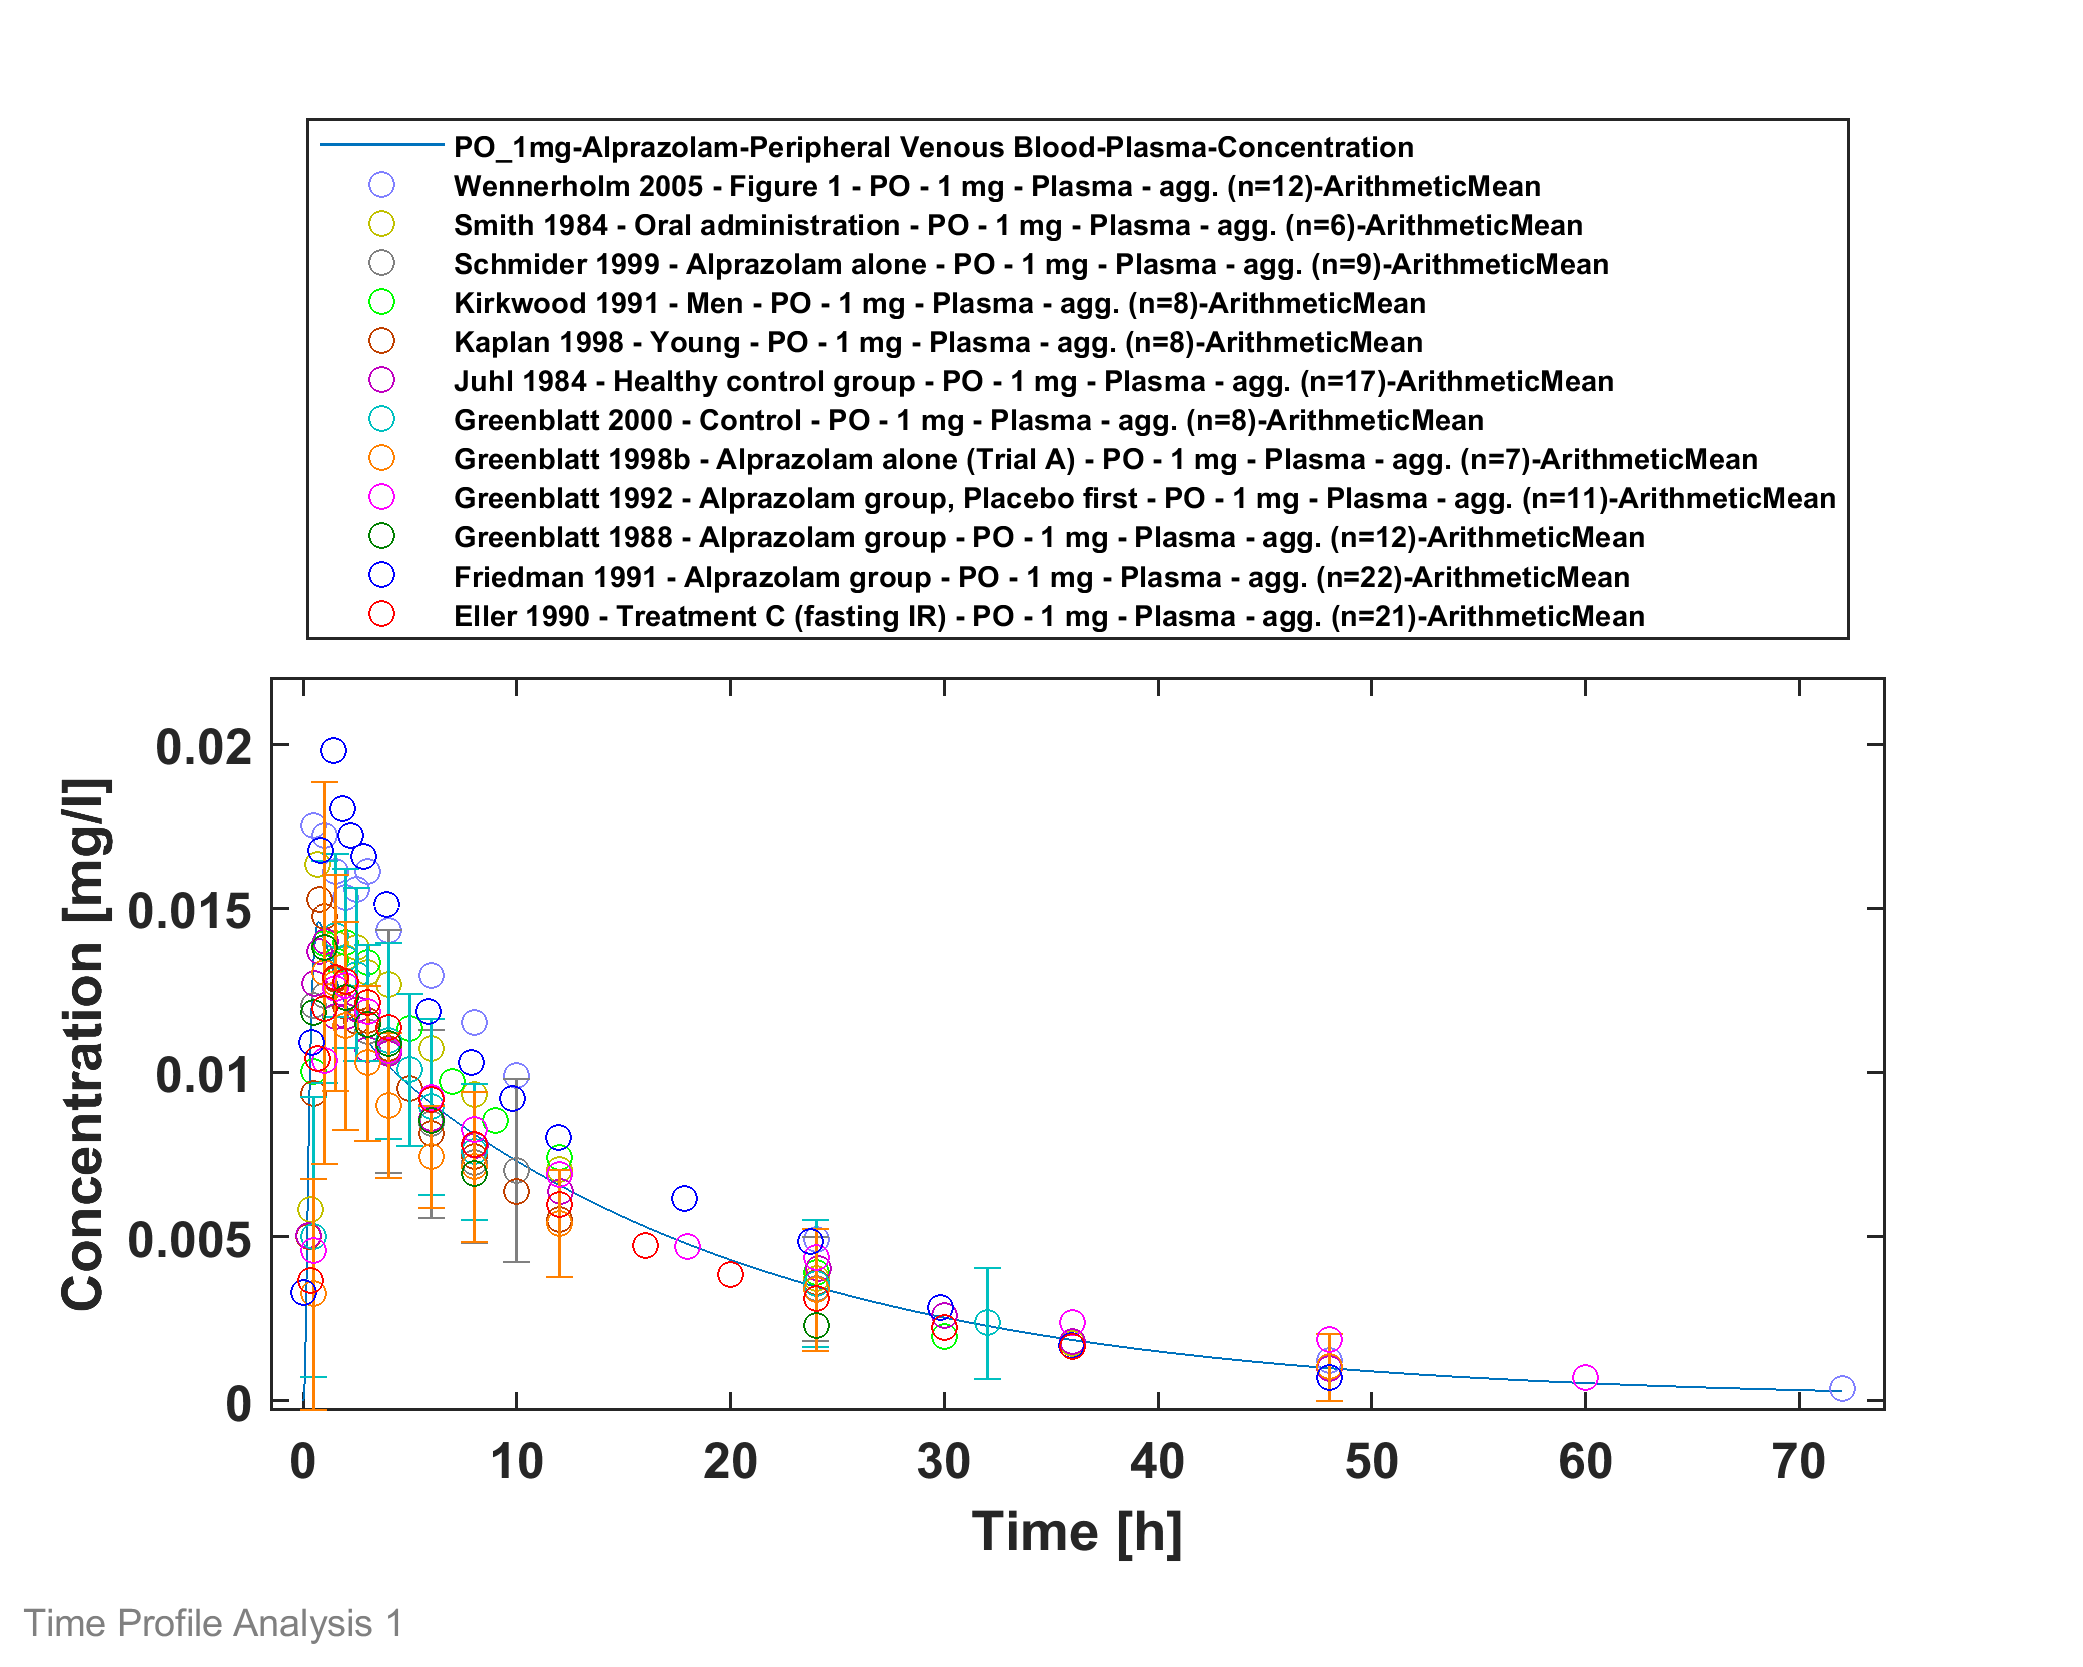 PO_1mg-Alprazolam-Peripheral Venous Blood-Plasma-Concentration
Wennerholm 2005 - Figure 1 - PO - 1 mg - Plasma - agg. (n=12)-ArithmeticMean
Smith 1984 - Oral administration - PO - 1 mg - Plasma - agg. (n=6)-ArithmeticMean
Schmider 1999 - Alprazolam alone - PO - 1 mg - Plasma - agg. (n=9)-ArithmeticMean
Kirkwood 1991 - Men - PO - 1 mg - Plasma - agg. (n=8)-ArithmeticMean
Kaplan 1998 - Young - PO - 1 mg - Plasma - agg. (n=8)-ArithmeticMean
Juhl 1984 - Healthy control group - PO - 1 mg - Plasma - agg. (n=17)-ArithmeticMean
Greenblatt 2000 - Control - PO - 1 mg - Plasma - agg. (n=8)-ArithmeticMean
Greenblatt 1998b - Alprazolam alone (Trial A) - PO - 1 mg - Plasma - agg. (n=7)-ArithmeticMean
Greenblatt 1992 - Alprazolam group, Placebo first - PO - 1 mg - Plasma - agg. (n=11)-ArithmeticMean
Greenblatt 1988 - Alprazolam group - PO - 1 mg - Plasma - agg. (n=12)-ArithmeticMean
Friedman 1991 - Alprazolam group - PO - 1 mg - Plasma - agg. (n=22)-ArithmeticMean
Eller 1990 - Treatment C (fasting IR) - PO - 1 mg - Plasma - agg. (n=21)-ArithmeticMean
Concentration [mg/l]
0.02
0.015
0.01
0.005
0
0 10 20 30 40 50 60 70
Time [h]
Time Profile Analysis 1